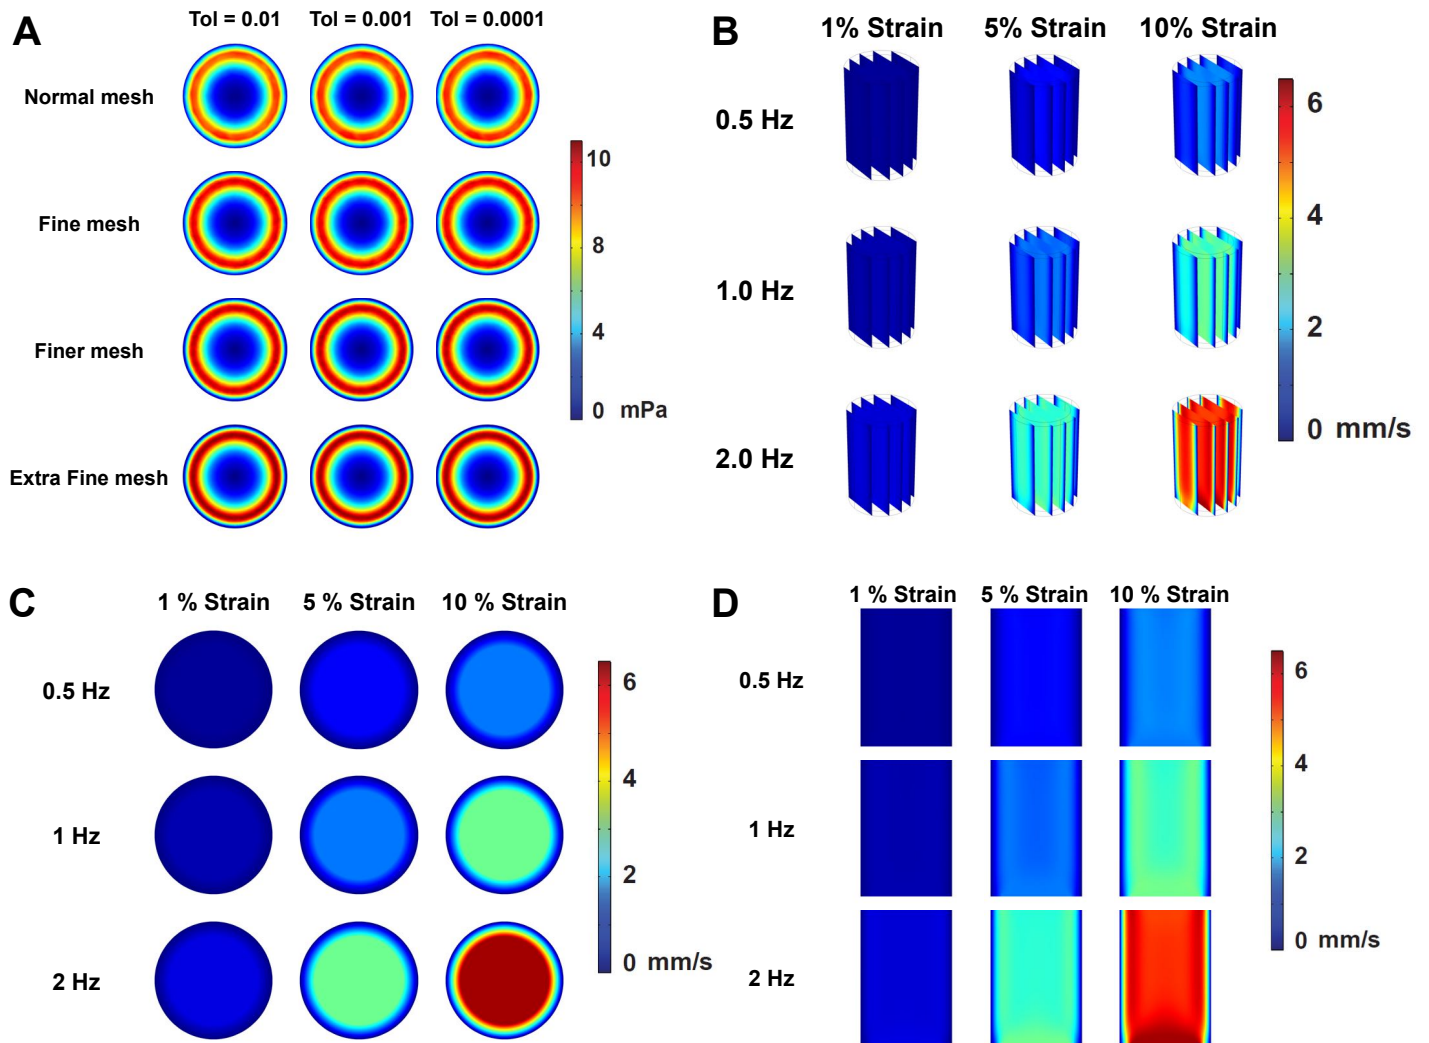 A
Tol = 0.01 Tol = 0.001 Tol = 0.0001
Normal mesh
Fine mesh
Finer mesh
Extra Fine mesh
10
8
4
0 mPa
B
1% Strain 5% Strain 10% Strain
0.5 Hz
1.0 Hz
2.0 Hz
6
4
2
0 mm/s
C
1 % Strain 5 % Strain 10 % Strain
0.5 Hz
1 Hz
2 Hz
6
4
2
0 mm/s
D
1 % Strain 5 % Strain 10 % Strain
0.5 Hz
1 Hz
2 Hz
6
4
2
0 mm/s